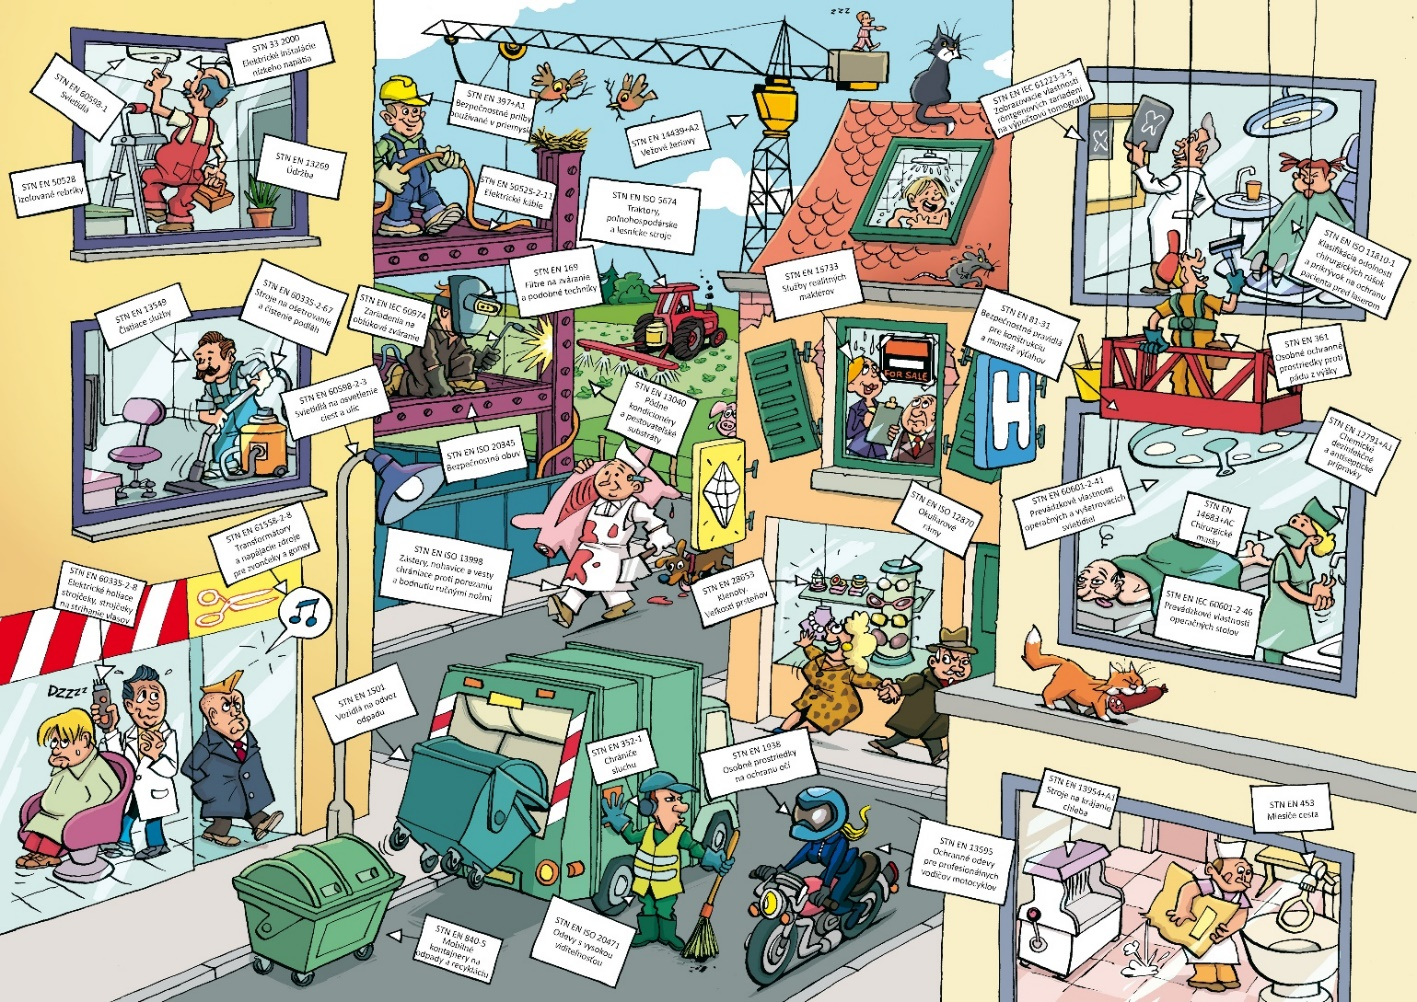 STN 33 2000
Elektrické inštalácie
nízkeho napätia
STN EN 60598-1
Svietidlá
STN EN 50528
Izolované rebríky
STN EN 13269
Údržba
zzz
STN EN 397+A1
Bezpečnostné prilby
používané v priemysle
STN EN 14439+A2
Vežové žeriavy
STN EN 50525-2-11
Elektrické káble
STN EN ISO 5674
Traktory,
poľnohospodárske
a lesnícke stroje
STN EN IEC 61223-3-5
Zobrazovacie vlastnosti
röntgenových zariadení
na výpočtovú tomografiu
STN EN ISO 11810-1
Klasifikácia odolnosti
chirurgických rúšok
a prikrývok na ochranu
pacienta pred laserom
STN EN 13549
Čistiace služby
STN EN 60335-2-67
Stroje na ošetrovanie
a čistenie podláh
STN EN IEC 60974
Zariadenia na
oblúkové zváranie
STN EN 169
Filtre na zváranie
a podobné techniky
STN EN 15733
Služby realitných
maklérov
STN EN 81-31
Bezpečnostné pravidlá
pre konštrukciu
a montáž výťahov
STN EN 361
Osobné ochranné
prostriedky proti
pádu z výšky
FOR SALE
H
STN EN 60598-2-3
Svietidlá na osvetlenie
ciest a ulíc
STN EN 13040
Pôdne
kondicionéry
a pestovateľské
substráty
STN EN ISO 20345
Bezpečnostná obuv
STN EN 12791+A1
Chemické
dezinfekčné
a antiseptické
prípravky
STN EN 60601-2-41
Prevádzkové vlastnosti
operačných a vyšetrovacích
svietidiel
STN EN
14683+AC
Chirurgické
masky
STN EN ISO 12870
Okuliarové
rámy
STN EN 61558-2-8
Transformátory
a napájacie zdroje
pre zvončeky a gongy
STN EN 60335-2-8
Elektrické holiace
strojčeky, strojčeky
na strihanie vlasov
STN EN ISO 13998
Zástery, nohavice a vesty
chrániace proti porezaniu
a bodnutiu ručnými nožmi
STN EN 28653
Klenoty.
Veľkosti prsteňov
STN EN IEC 60601-2-46
Prevádzkové vlastnosti
operačných stolov
DZZZZ
STN EN 1501
Vozidlá na odvoz
odpadu
STN EN 352-1
Chrániče
sluchu
STN EN 1938
Osobné prostriedky
na ochranu očí
STN EN 13954+A1
Stroje na krájanie
chleba
STN EN 453
Miesiče cesta
STN EN 13595
Ochranné odevy
pre profesionálnych
vodičov motocyklov
STN EN 840-5
Mobilné
kontajnery na
odpady a recykláciu
STN EN ISO 20471
Odevy s vysokou
viditeľnosťou